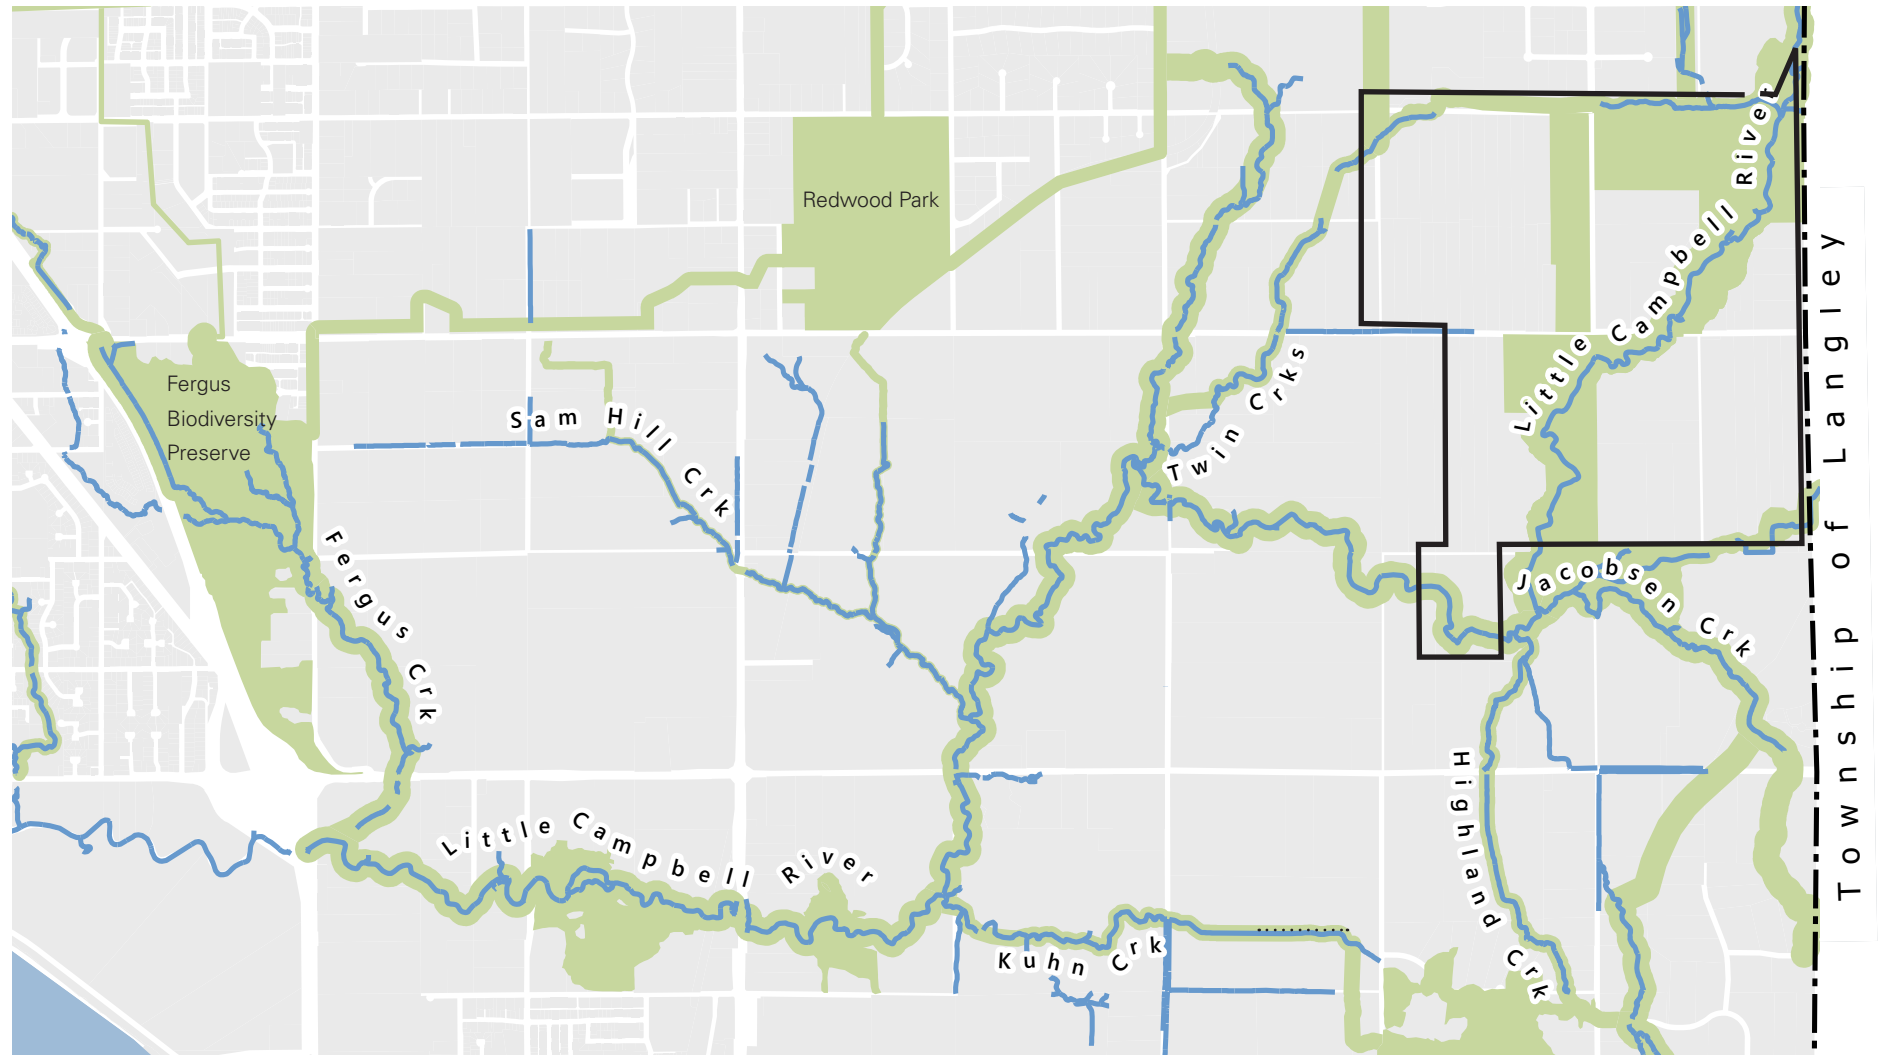 Redwood Park
Little Campbell River
Fergus
Biodiversity
Preserve
Sam Hill Crk
Twin Crks
Fergus Crk
Jacobsen Crk
Township of Langley
Highland Crk
Little Campbell River
Kuhn Crk